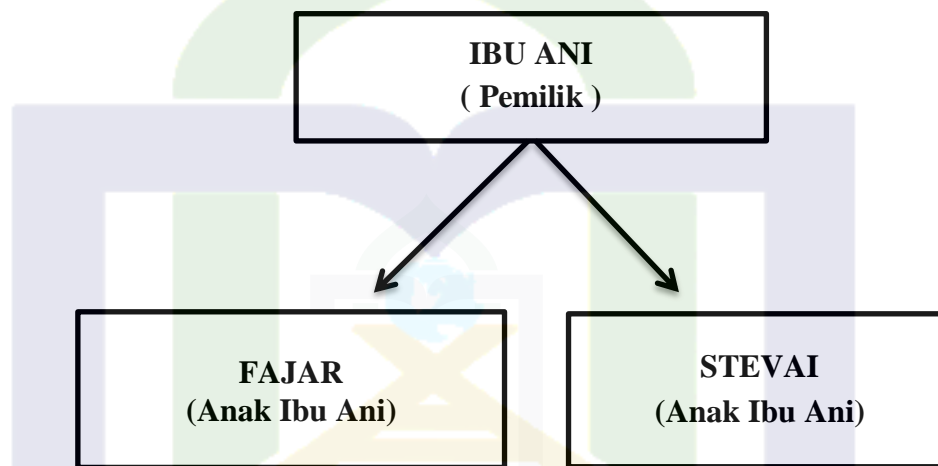 IBU ANI
( Pemilik )
FAJAR
(Anak Ibu Ani)
STEVAI
(Anak Ibu Ani)